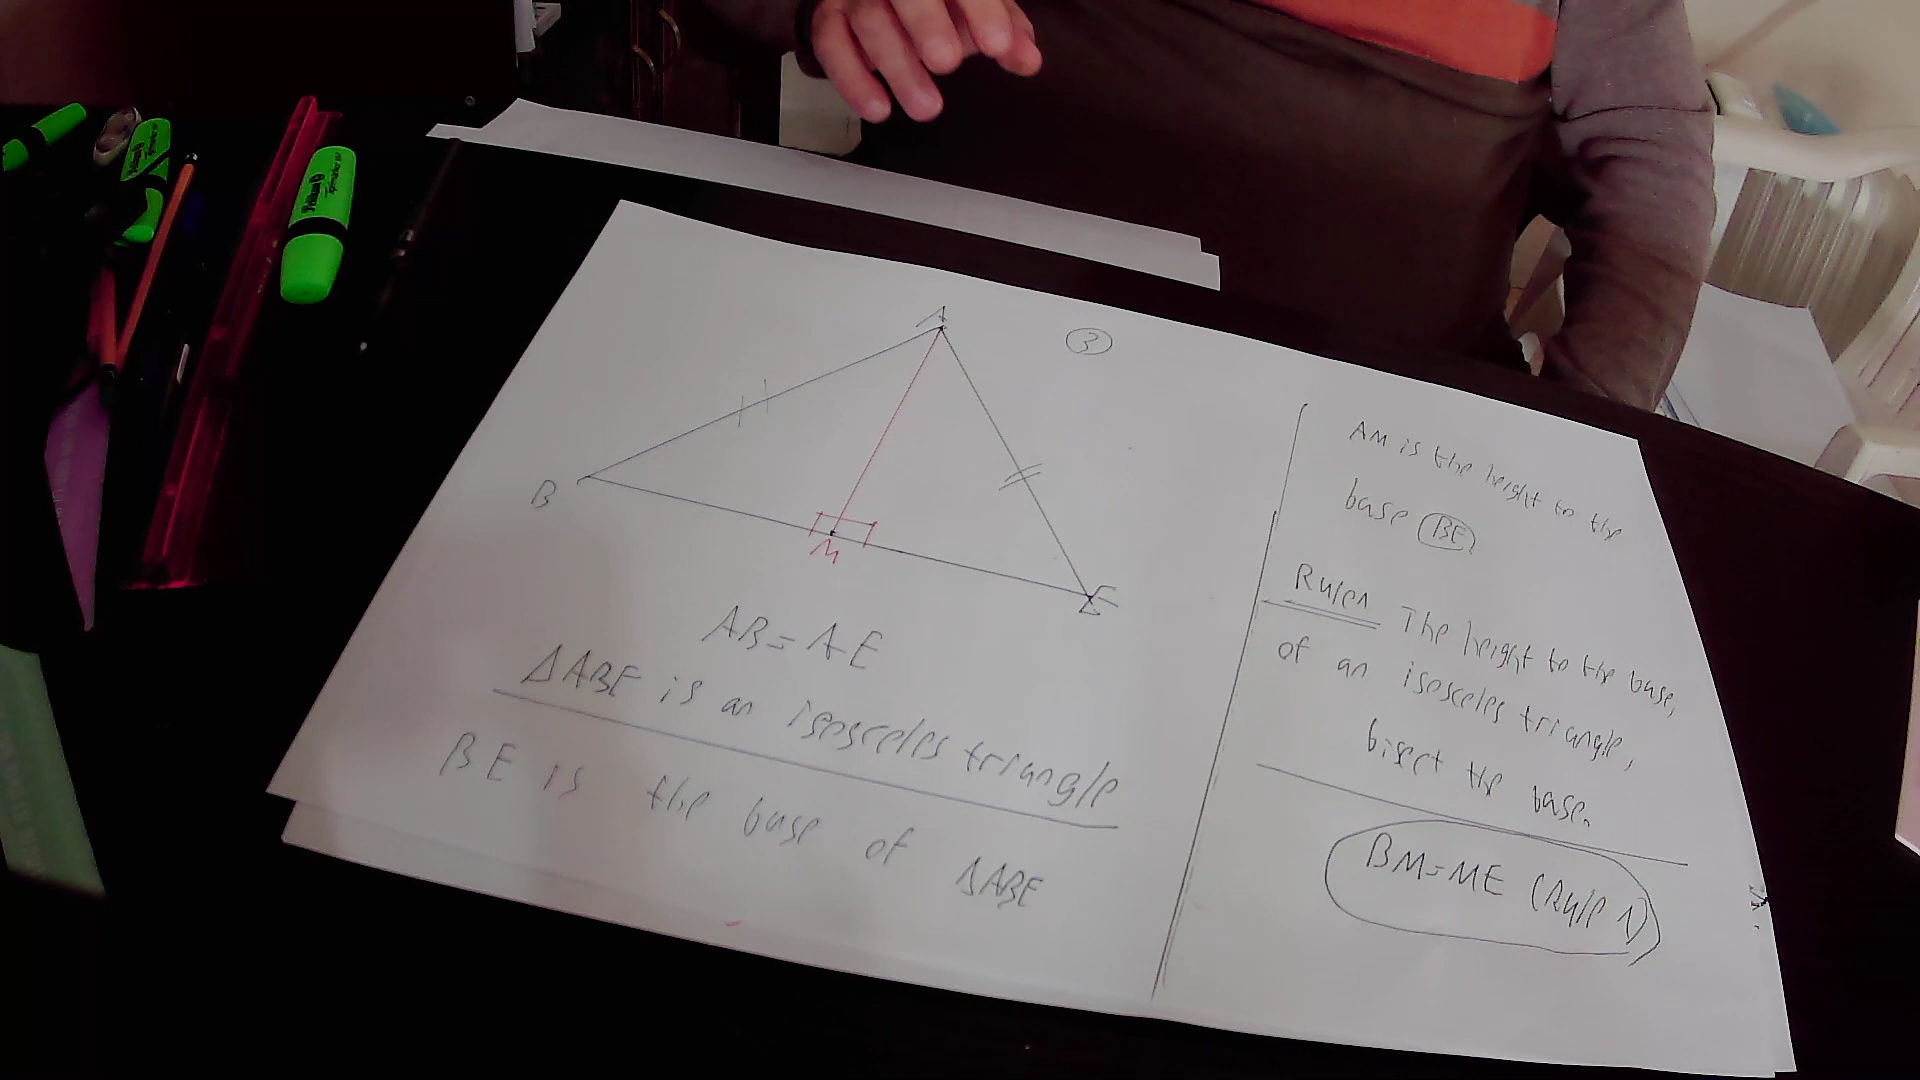 A
3
B
M
E
AB=AE
ΔABE is an isosceles triangle
BE is the base of ΔABE
AM is the height to the
base BE
Rule1 The height to the base,
of an isosceles triangle,
bisect the base.
BM=ME (Rule 1)